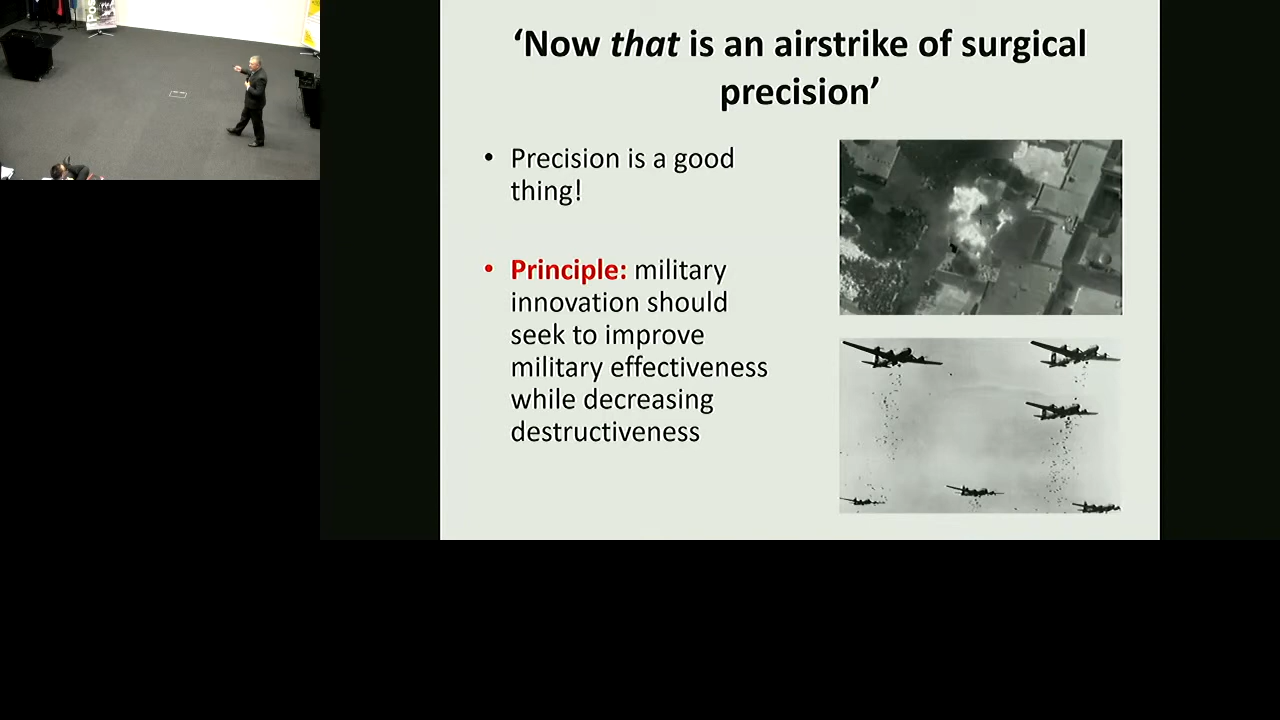 ‘Now that is an airstrike of surgical
precision’
• Precision is a good
thing!
• Principle: military
innovation should
seek to improve
military effectiveness
while decreasing
destructiveness